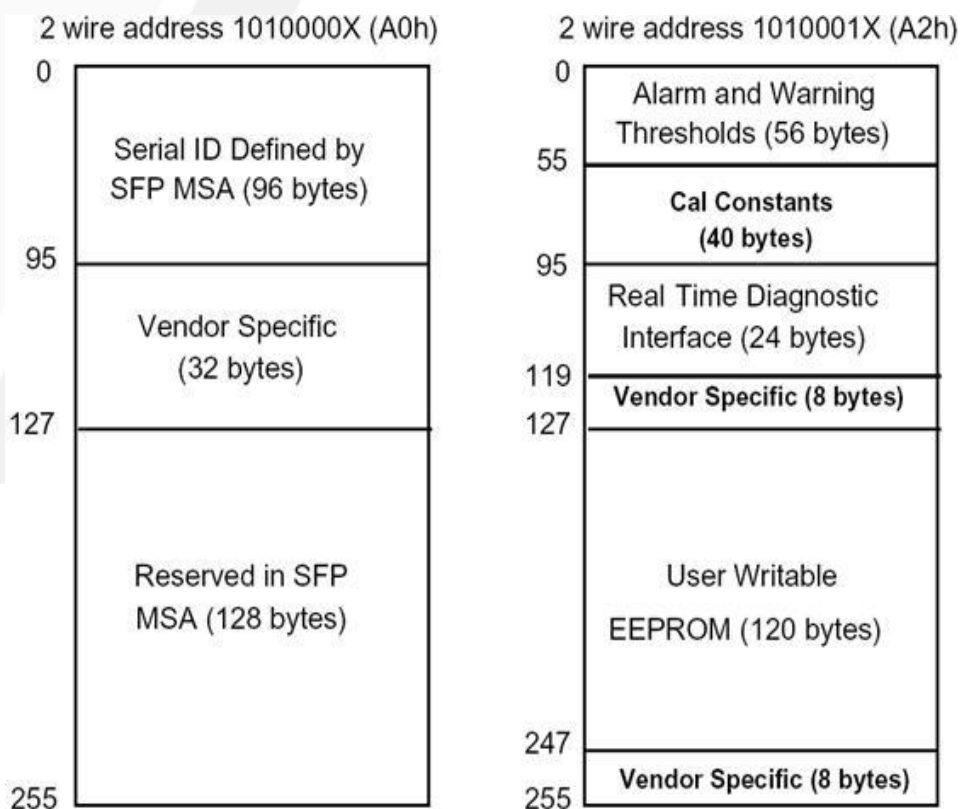 2 wire address 1010000X (A0h)
0
Serial ID Defined by
SFP MSA (96 bytes)
95
Vendor Specific
(32 bytes)
127
Reserved in SFP
MSA (128 bytes)
255
2 wire address 1010001X (A2h)
0
Alarm and Warning
Thresholds (56 bytes)
55
Cal Constants
(40 bytes)
95
Real Time Diagnostic
Interface (24 bytes)
119
Vendor Specific (8 bytes)
127
User Writable
EEPROM (120 bytes)
247
Vendor Specific (8 bytes)
255